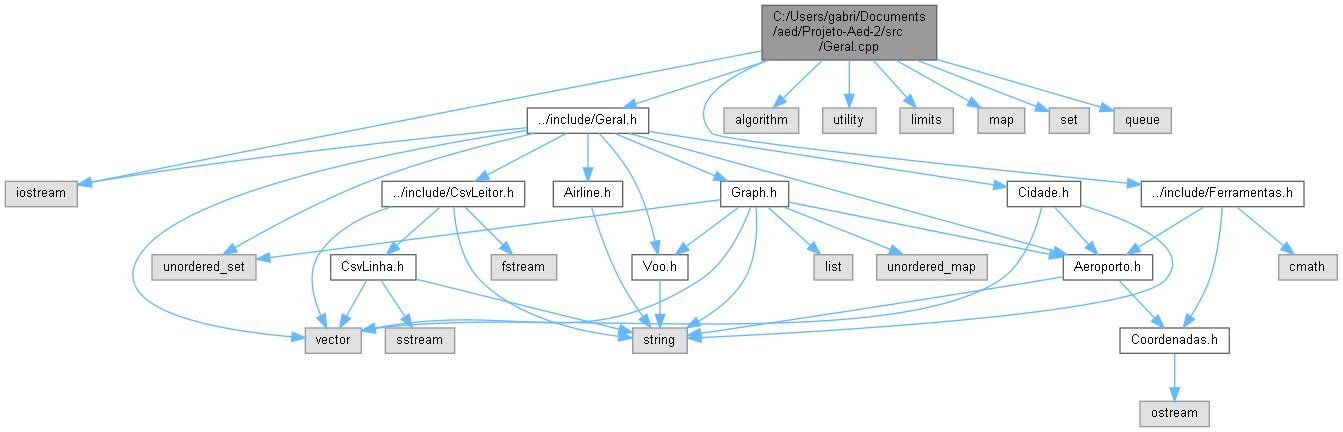 C:/Users/gabri/Documents
/aed/Projeto-Aed-2/src
/Geral.cpp
../include/Geral.h
algorithm
utility
limits
map
set
queue
iostream
../include/CsvLeitor.h
Airline.h
Graph.h
Cidade.h
../include/Ferramentas.h
unordered_set
CsvLinha.h
fstream
Voo.h
list
unordered_map
Aeroporto.h
cmath
vector
sstream
string
Coordenadas.h
ostream